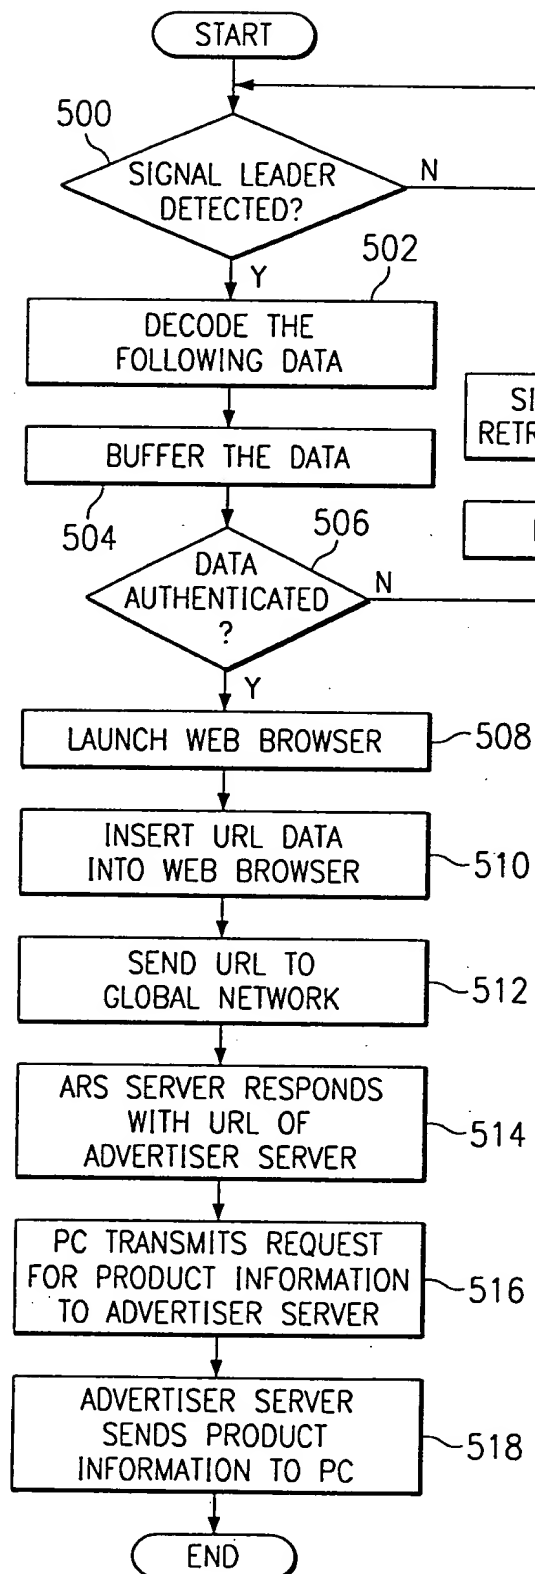 START
500
SIGNAL LEADER
DETECTED?
N
Y
502
DECODE THE
FOLLOWING DATA
SI
RETR
BUFFER THE DATA
504
506
DATA
AUTHENTICATED
?
N
Y
LAUNCH WEB BROWSER
508
INSERT URL DATA
INTO WEB BROWSER
510
SEND URL TO
GLOBAL NETWORK
512
ARS SERVER RESPONDS
WITH URL OF
ADVERTISER SERVER
514
PC TRANSMITS REQUEST
FOR PRODUCT INFORMATION
TO ADVERTISER SERVER
516
ADVERTISER SERVER
SENDS PRODUCT
INFORMATION TO PC
518
END